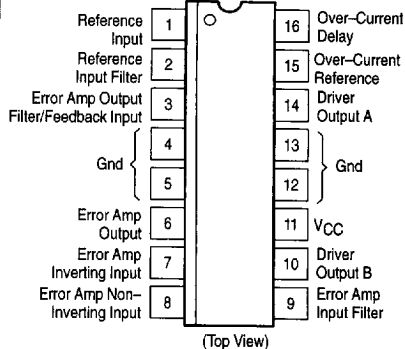 Reference
Input
1
Reference
Input Filter
2
Error Amp Output
Filter/Feedback Input
3
Gnd
4
5
Error Amp
Output
6
Error Amp
Inverting Input
7
Error Amp Non–
Inverting Input
8
16
Over–Current
Delay
15
Over–Current
Reference
14
Driver
Output A
13
12
Gnd
11
VCC
10
Driver
Output B
9
Error Amp
Input Filter
(Top View)